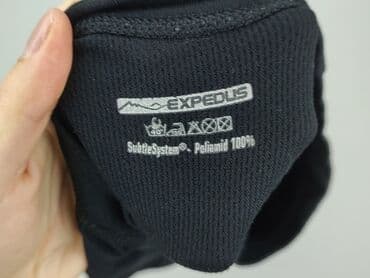 EXPEDUS
SubtleSystem® - Poliamid 100%